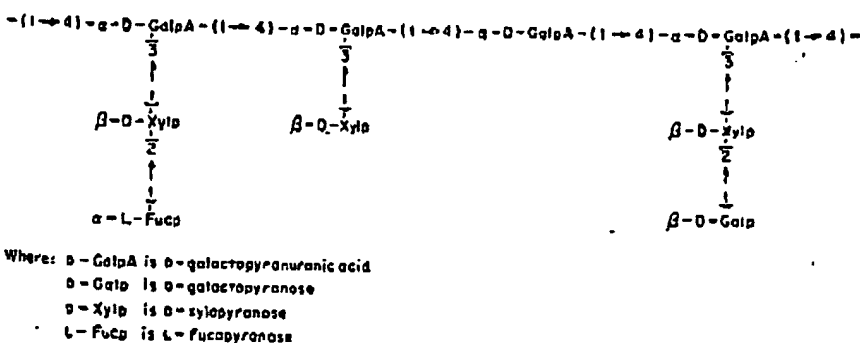 -(1→4)-α-D-GalpA-(1→4)-α-D-GalpA-(1→4)-α-D-GalpA-(1→4)-α-D-GalpA-(1→4)-
3 3 3
↑ ↑ ↑
1 1 1
β-D-Xylp β-D-Xylp β-D-Xylp
2 2
↑ ↑
1 1
α-L-Fucp β-D-Galp
Where: D-GalpA is D-galactopyranuranic acid
D-Galp is D-galactopyranose
D-Xylp is D-xylopyranose
L-Fucp is L-fucopyranose